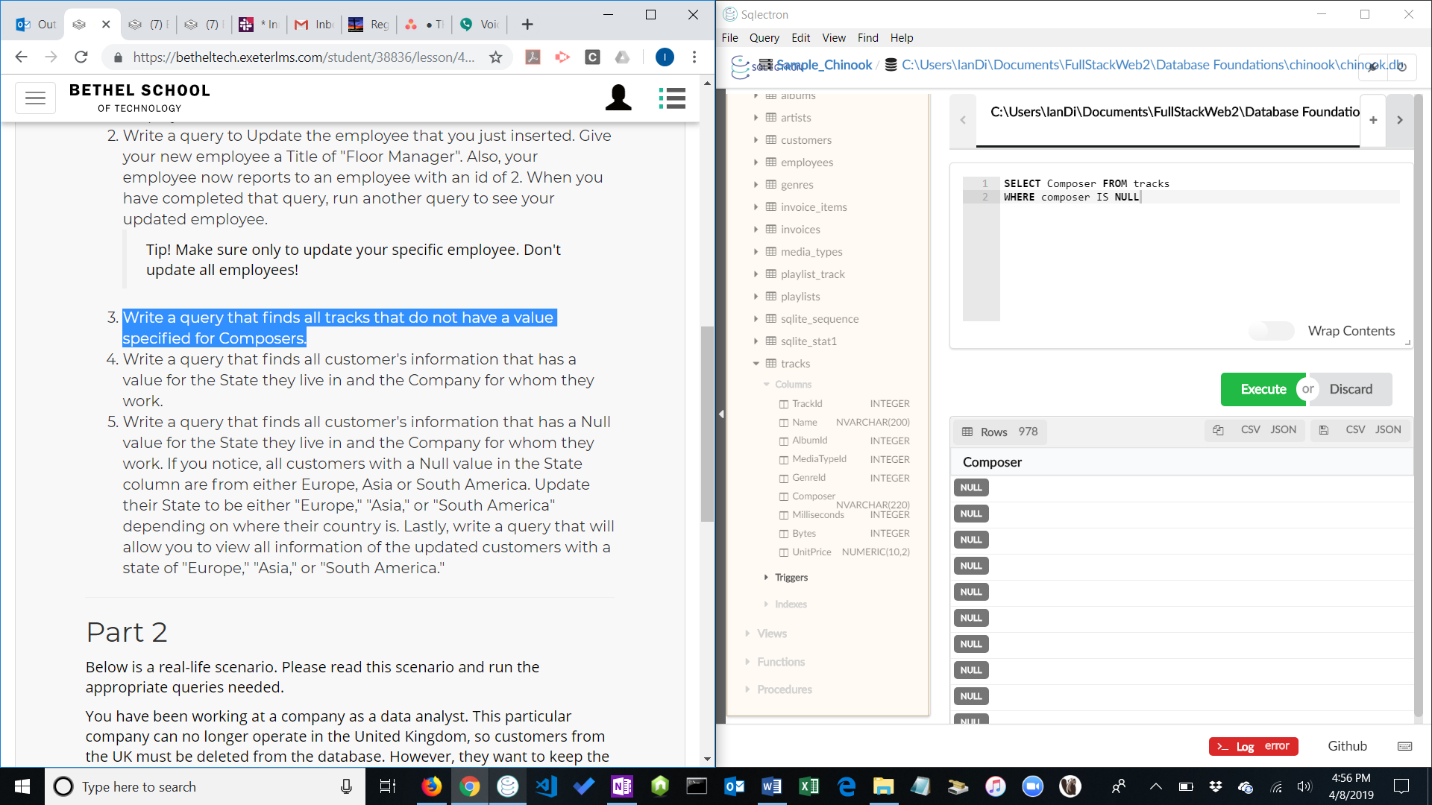 Out
(7)
(7)
* In
Inb
Reg
Voi
https://betheltech.exeterlms.com/student/38836/lesson/4...
BETHEL SCHOOL
OF TECHNOLOGY
2. Write a query to Update the employee that you just inserted. Give
your new employee a Title of "Floor Manager". Also, your
employee now reports to an employee with an id of 2. When you
have completed that query, run another query to see your
updated employee.
Tip! Make sure only to update your specific employee. Don't
update all employees!
3. Write a query that finds all tracks that do not have a value
specified for Composers.
4. Write a query that finds all customer's information that has a
value for the State they live in and the Company for whom they
work.
5. Write a query that finds all customer's information that has a Null
value for the State they live in and the Company for whom they
work. If you notice, all customers with a Null value in the State
column are from either Europe, Asia or South America. Update
their State to be either "Europe," "Asia," or "South America"
depending on where their country is. Lastly, write a query that will
allow you to view all information of the updated customers with a
state of "Europe," "Asia," or "South America."
Part 2
Below is a real-life scenario. Please read this scenario and run the
appropriate queries needed.
You have been working at a company as a data analyst. This particular
company can no longer operate in the United Kingdom, so customers from
the UK must be deleted from the database. However, they want to keep the
Sqlectron
File Query Edit View Find Help
Sample_Chinook / C:\Users\IanDi\Documents\FullStackWeb2\Database Foundations\chinook\chinook.db
albums
artists
customers
employees
genres
invoice_items
invoices
media_types
playlist_track
playlists
sqlite_sequence
sqlite_stat1
tracks
Columns
TrackId INTEGER
Name NVARCHAR(200)
AlbumId INTEGER
MediaTypeId INTEGER
GenreId INTEGER
Composer NVARCHAR(220)
Milliseconds INTEGER
Bytes INTEGER
UnitPrice NUMERIC(10,2)
Triggers
Indexes
Views
Functions
Procedures
C:\Users\IanDi\Documents\FullStackWeb2\Database Foundatio
1 SELECT Composer FROM tracks
2 WHERE composer IS NULL
Wrap Contents
Execute or Discard
Rows 978 CSV JSON CSV JSON
Composer
NULL
NULL
NULL
NULL
NULL
NULL
NULL
NULL
NULL
NULL
Log error Github
Type here to search
4:56 PM
4/8/2019